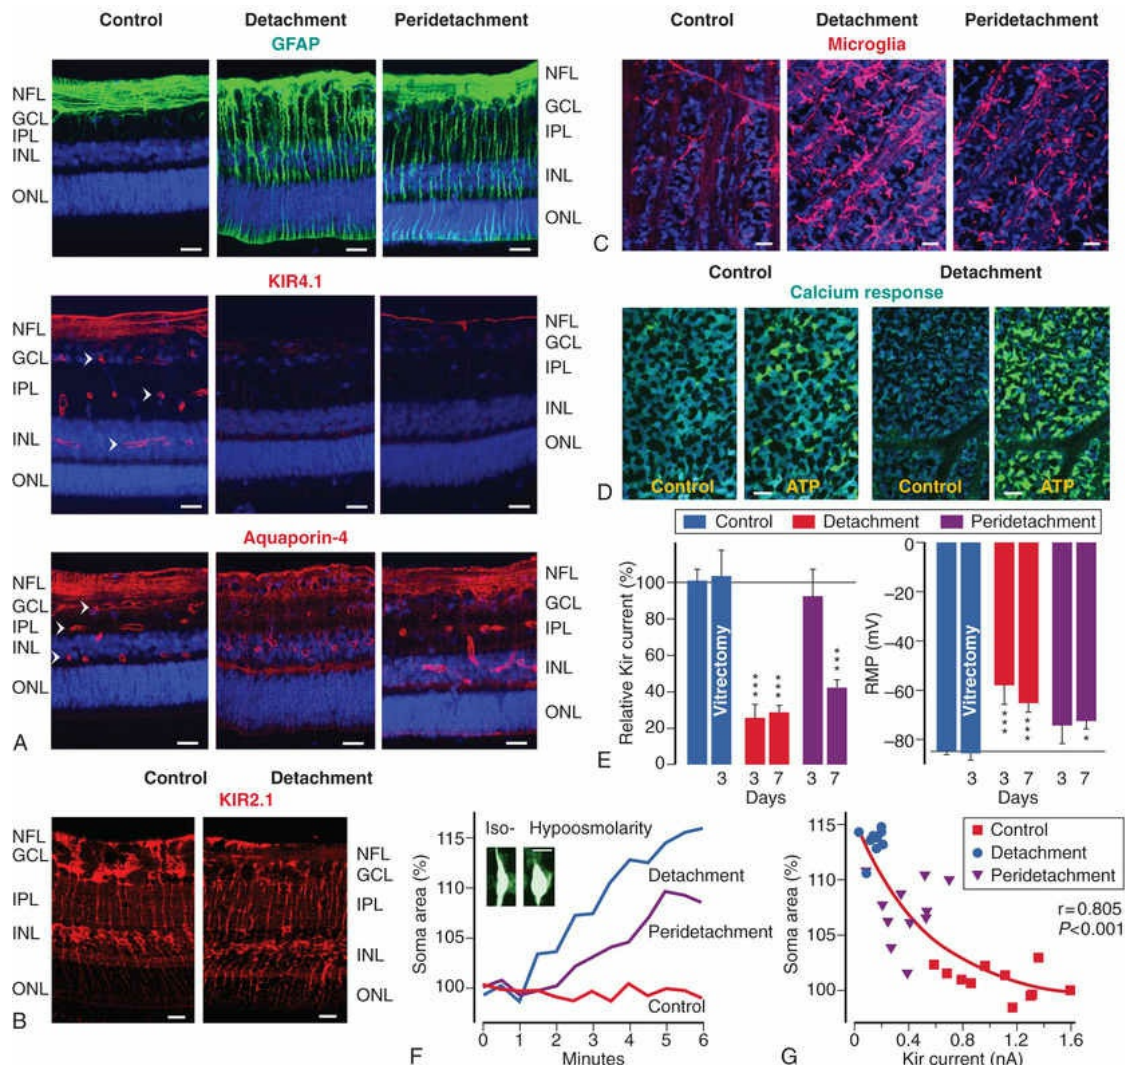 Control Detachment Peridetachment
GFAP
NFL
GCL
IPL
INL
ONL
NFL
GCL
IPL
INL
ONL
KIR4.1
NFL
GCL
IPL
INL
ONL
NFL
GCL
IPL
INL
ONL
Aquaporin-4
NFL
GCL
IPL
INL
ONL
NFL
GCL
IPL
INL
ONL
A
Control Detachment
KIR2.1
NFL
GCL
IPL
INL
ONL
NFL
GCL
IPL
INL
ONL
B
Control Detachment Peridetachment
Microglia
C
Control Detachment
Calcium response
Control ATP Control ATP
D
Control Detachment Peridetachment
Relative Kir current (%)
100
80
60
40
20
0
Vitrectomy
*** *** ***
3 3 7 3 7
Days
E
RMP (mV)
0
−20
−40
−60
−80
Vitrectomy
*** *** *
3 3 7 3 7
Days
Soma area (%)
115
110
105
100
Iso- Hypoosmolarity
Detachment
Peridetachment
Control
0 1 2 3 4 5 6
Minutes
F
Soma area (%)
115
110
105
100
Control
Detachment
Peridetachment
r=0.805
P<0.001
0 0.4 0.8 1.2 1.6
Kir current (nA)
G